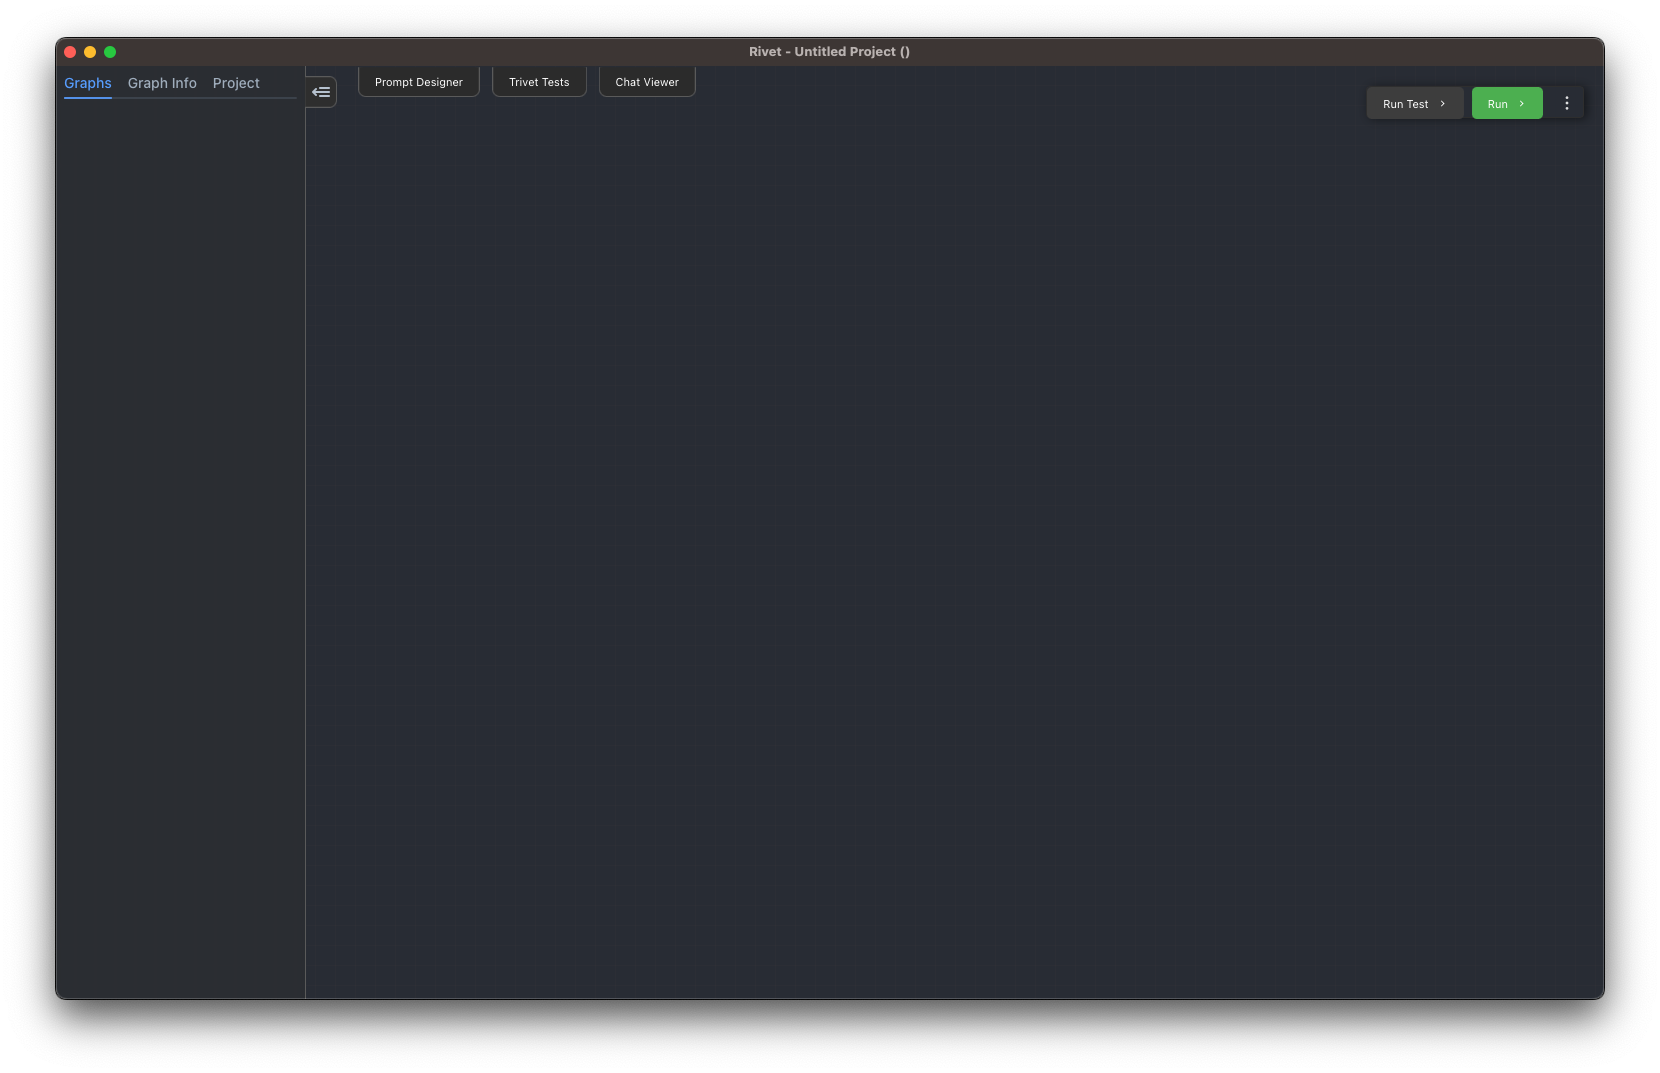 Rivet - Untitled Project ()
Graphs Graph Info Project
Prompt Designer Trivet Tests Chat Viewer
Run Test Run